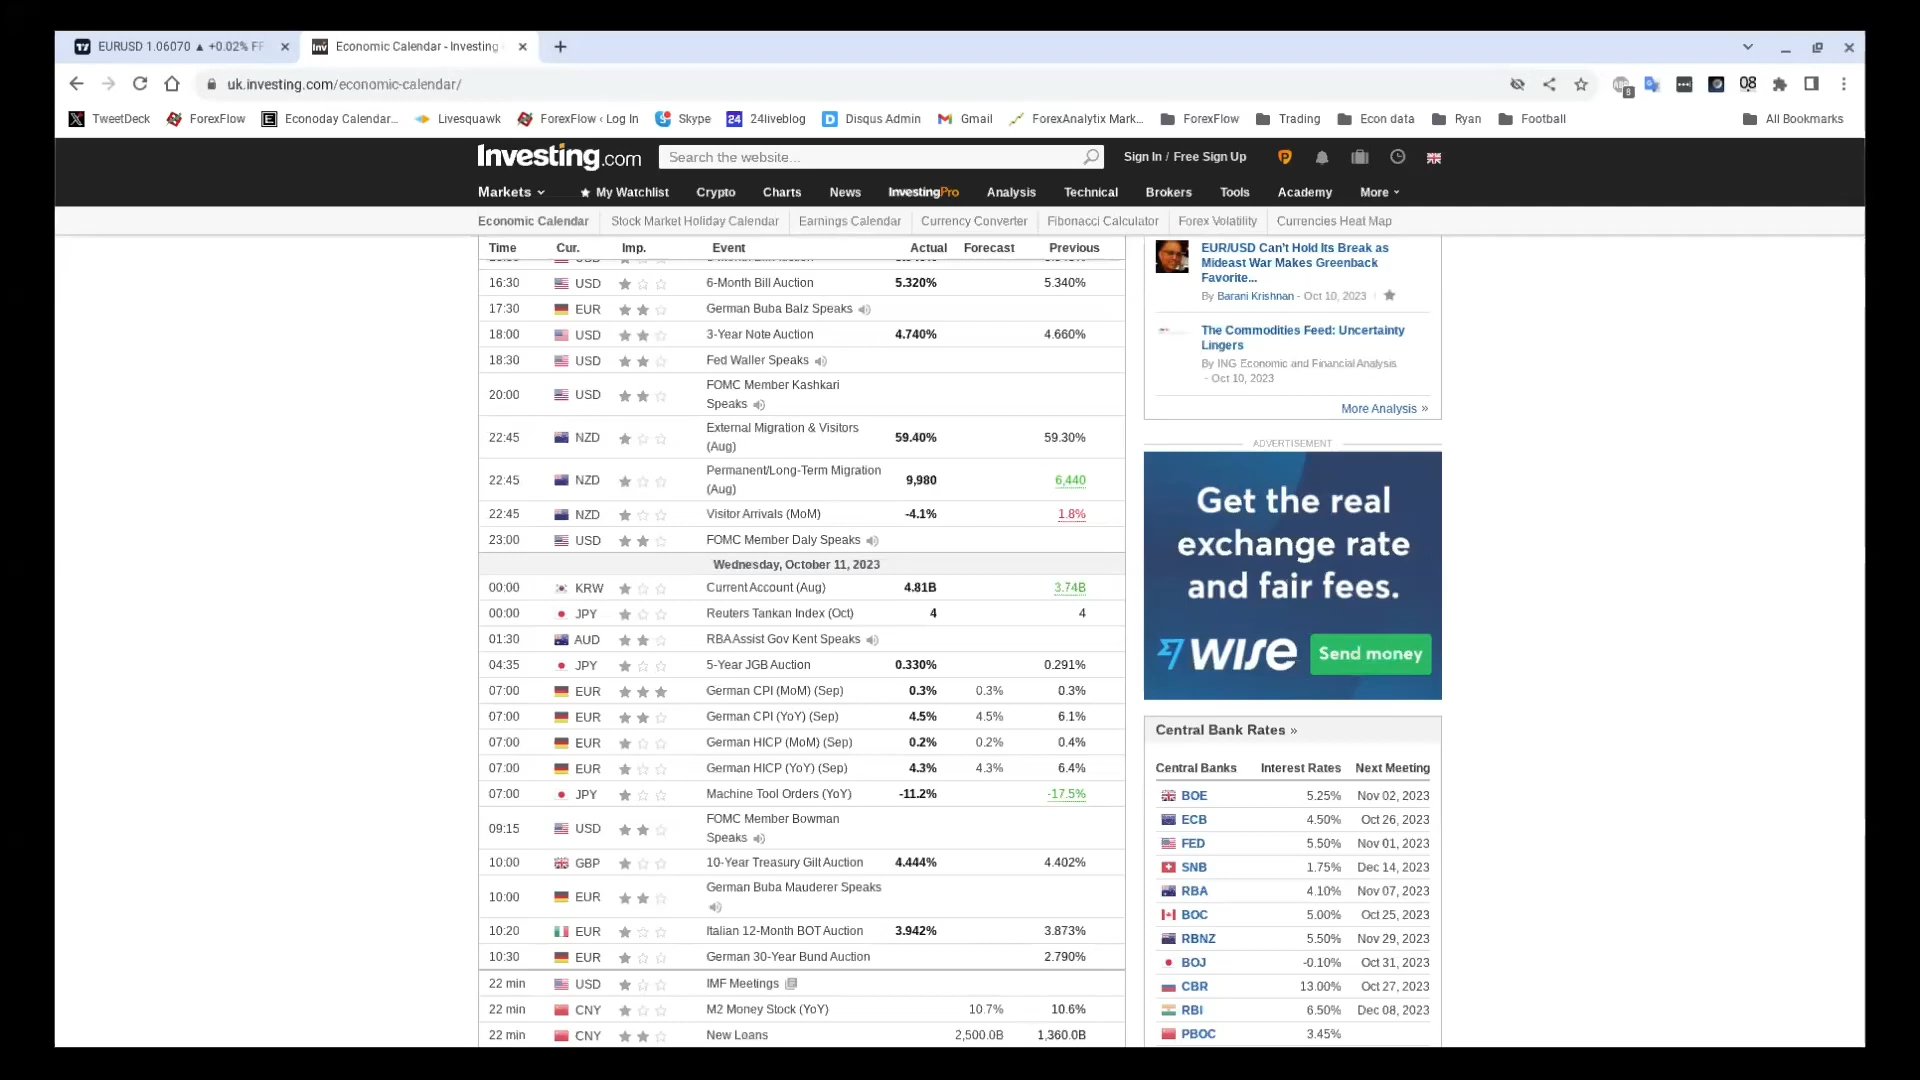 EURUSD 1.06070 ▲ +0.02%
Economic Calendar - Investing
uk.investing.com/economic-calendar/
TweetDeck ForexFlow Econoday Calendar... Livesquawk ForexFlow ‹ Log In Skype 24liveblog Disqus Admin Gmail ForexAnalytix Mark... ForexFlow Trading Econ data Ryan Football All Bookmarks
Investing.com Search the website... Sign In / Free Sign Up
Markets My Watchlist Crypto Charts News InvestingPro Analysis Technical Brokers Tools Academy More
Economic Calendar Stock Market Holiday Calendar Earnings Calendar Currency Converter Fibonacci Calculator Forex Volatility Currencies Heat Map
Time Cur. Imp. Event Actual Forecast Previous
16:30 USD 6-Month Bill Auction 5.320% 5.340%
17:30 EUR German Buba Balz Speaks
18:00 USD 3-Year Note Auction 4.740% 4.660%
18:30 USD Fed Waller Speaks
20:00 USD FOMC Member Kashkari
Speaks
22:45 NZD External Migration & Visitors
(Aug) 59.40% 59.30%
22:45 NZD Permanent/Long-Term Migration
(Aug) 9,980 6,440
22:45 NZD Visitor Arrivals (MoM) -4.1% 1.8%
23:00 USD FOMC Member Daly Speaks
Wednesday, October 11, 2023
00:00 KRW Current Account (Aug) 4.81B 3.74B
00:00 JPY Reuters Tankan Index (Oct) 4 4
01:30 AUD RBA Assist Gov Kent Speaks
04:35 JPY 5-Year JGB Auction 0.330% 0.291%
07:00 EUR German CPI (MoM) (Sep) 0.3% 0.3% 0.3%
07:00 EUR German CPI (YoY) (Sep) 4.5% 4.5% 6.1%
07:00 EUR German HICP (MoM) (Sep) 0.2% 0.2% 0.4%
07:00 EUR German HICP (YoY) (Sep) 4.3% 4.3% 6.4%
07:00 JPY Machine Tool Orders (YoY) -11.2% -17.5%
09:15 USD FOMC Member Bowman
Speaks
10:00 GBP 10-Year Treasury Gilt Auction 4.444% 4.402%
10:00 EUR German Buba Mauderer Speaks
10:20 EUR Italian 12-Month BOT Auction 3.942% 3.873%
10:30 EUR German 30-Year Bund Auction 2.790%
22 min USD IMF Meetings
22 min CNY M2 Money Stock (YoY) 10.7% 10.6%
22 min CNY New Loans 2,500.0B 1,360.0B
EUR/USD Can't Hold Its Break as
Mideast War Makes Greenback
Favorite...
By Barani Krishnan - Oct 10, 2023
The Commodities Feed: Uncertainty
Lingers
By ING Economic and Financial Analysis
- Oct 10, 2023
More Analysis »
ADVERTISEMENT
Get the real
exchange rate
and fair fees.
WISE Send money
Central Bank Rates »
Central Banks Interest Rates Next Meeting
BOE 5.25% Nov 02, 2023
ECB 4.50% Oct 26, 2023
FED 5.50% Nov 01, 2023
SNB 1.75% Dec 14, 2023
RBA 4.10% Nov 07, 2023
BOC 5.00% Oct 25, 2023
RBNZ 5.50% Nov 29, 2023
BOJ -0.10% Oct 31, 2023
CBR 13.00% Oct 27, 2023
RBI 6.50% Dec 08, 2023
PBOC 3.45%